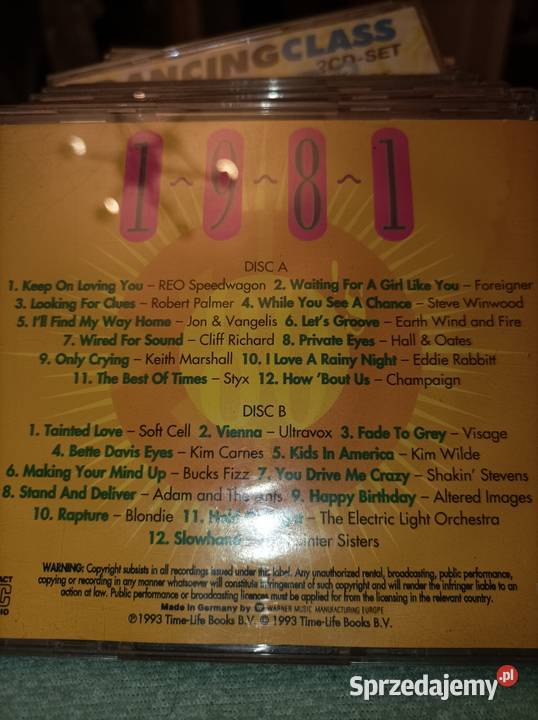 DANCING CLASS
2CD-SET
1~9~8~1
DISC A
1. Keep On Loving You – REO Speedwagon 2. Waiting For A Girl Like You – Foreigner
3. Looking For Clues – Robert Palmer 4. While You See A Chance – Steve Winwood
5. I'll Find My Way Home – Jon & Vangelis 6. Let's Groove – Earth Wind and Fire
7. Wired For Sound – Cliff Richard 8. Private Eyes – Hall & Oates
9. Only Crying – Keith Marshall 10. I Love A Rainy Night – Eddie Rabbitt
11. The Best Of Times – Styx 12. How 'Bout Us – Champaign
DISC B
1. Tainted Love – Soft Cell 2. Vienna – Ultravox 3. Fade To Grey – Visage
4. Bette Davis Eyes – Kim Carnes 5. Kids In America – Kim Wilde
6. Making Your Mind Up – Bucks Fizz 7. You Drive Me Crazy – Shakin' Stevens
8. Stand And Deliver – Adam and The Ants 9. Happy Birthday – Altered Images
10. Rapture – Blondie 11. – The Electric Light Orchestra
12. Slowhand – Sisters
WARNING: Copyright subsists in all recordings issued under this label. Any unauthorized rental, broadcasting, public performance,
copying or recording in any manner whatsoever will constitute infringement of such copyright and will render the infringer liable to an
action at law. Public performance or broadcasting licences must be applied for from the licensing in the relevant country.
Made in Germany by WARNER MUSIC MANUFACTURING EUROPE
℗1993 Time-Life Books B.V. © 1993 Time-Life Books B.V.
Sprzedajemy.pl